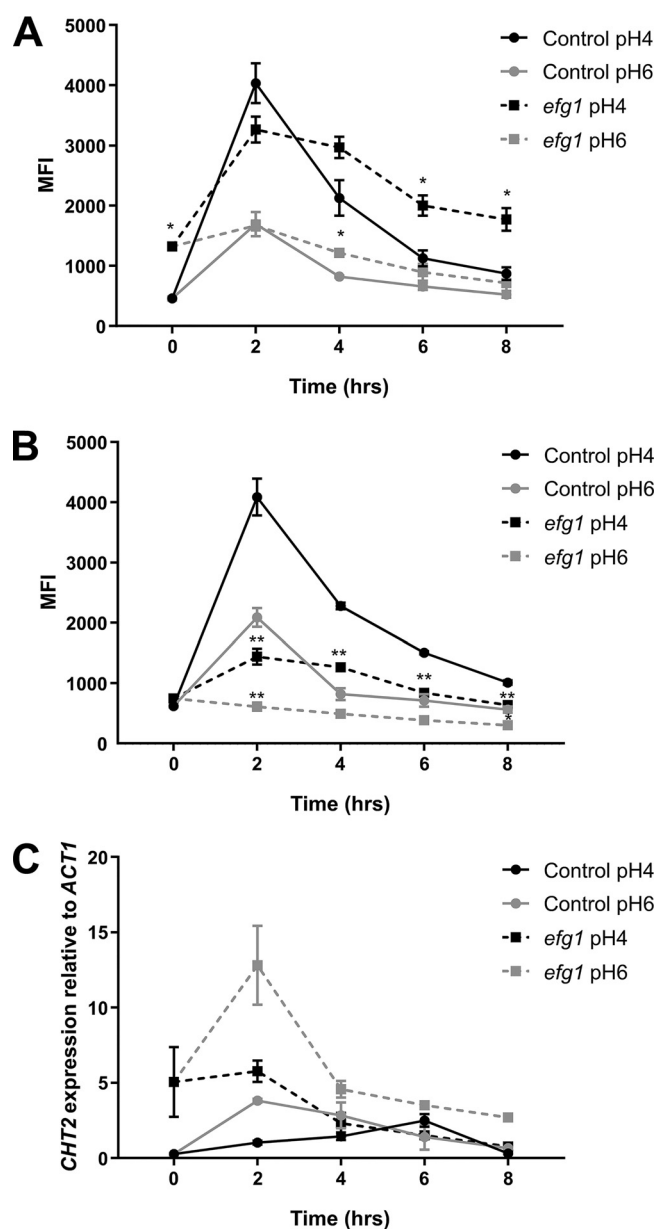 A
5000
4000
3000
2000
1000
0
MFI
0 2 4 6 8
Time (hrs)
Control pH4
Control pH6
efg1 pH4
efg1 pH6
*
*
*
*
B
5000
4000
3000
2000
1000
0
MFI
0 2 4 6 8
Time (hrs)
Control pH4
Control pH6
efg1 pH4
efg1 pH6
**
**
**
**
**
*
C
20
15
10
5
0
CHT2 expression relative to ACT1
0 2 4 6 8
Time (hrs)
Control pH4
Control pH6
efg1 pH4
efg1 pH6